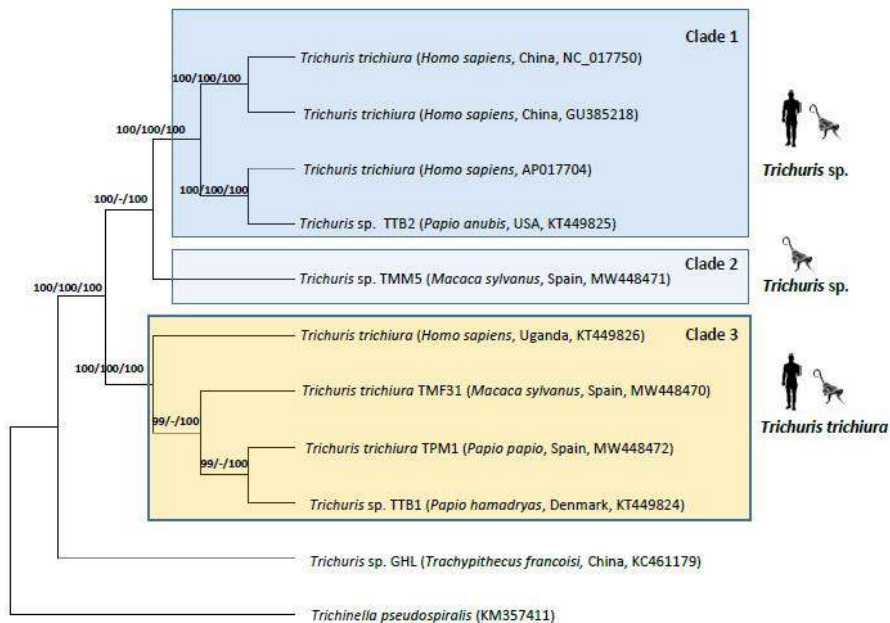 Clade 1
Trichuris trichiura (Homo sapiens, China, NC_017750)
100/100/100
Trichuris trichiura (Homo sapiens, China, GU385218)
100/100/100
Trichuris trichiura (Homo sapiens, AP017704)
Trichuris sp.
100/100/100
100/-/100
Trichuris sp. TTB2 (Papio anubis, USA, KT449825)
Clade 2
Trichuris sp. TMM5 (Macaca sylvanus, Spain, MW448471)
Trichuris sp.
100/100/100
Clade 3
Trichuris trichiura (Homo sapiens, Uganda, KT449826)
100/100/100
Trichuris trichiura TMF31 (Macaca sylvanus, Spain, MW448470)
Trichuris trichiura
99/-/100
Trichuris trichiura TPM1 (Papio papio, Spain, MW448472)
99/-/100
Trichuris sp. TTB1 (Papio hamadryas, Denmark, KT449824)
Trichuris sp. GHL (Trachypithecus francoisi, China, KC461179)
Trichinella pseudospiralis (KM357411)